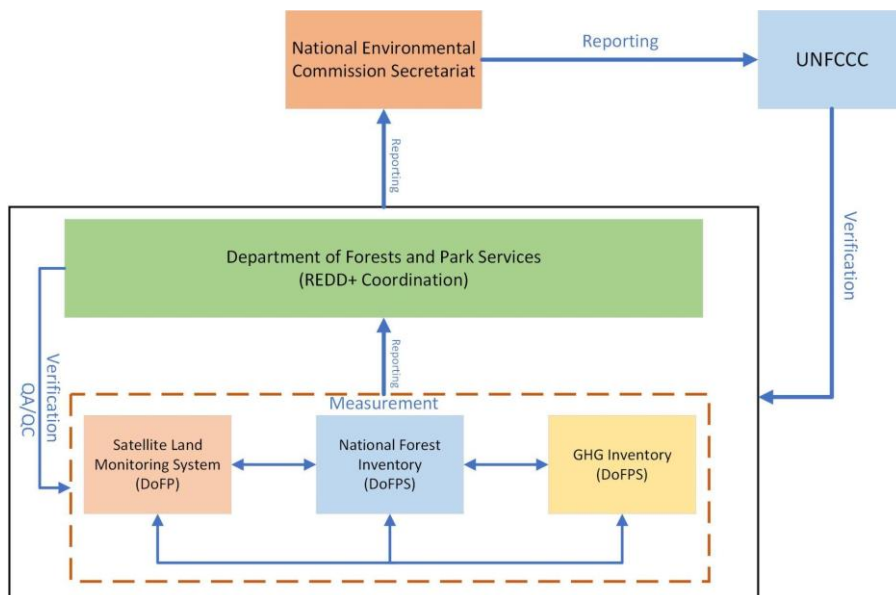 National Environmental
Commission Secretariat
Reporting
UNFCCC
Reporting
Verification
Department of Forests and Park Services
(REDD+ Coordination)
Verification
QA/QC
Reporting
Measurement
Satellite Land
Monitoring System
(DoFP)
National Forest
Inventory
(DoFPS)
GHG Inventory
(DoFPS)